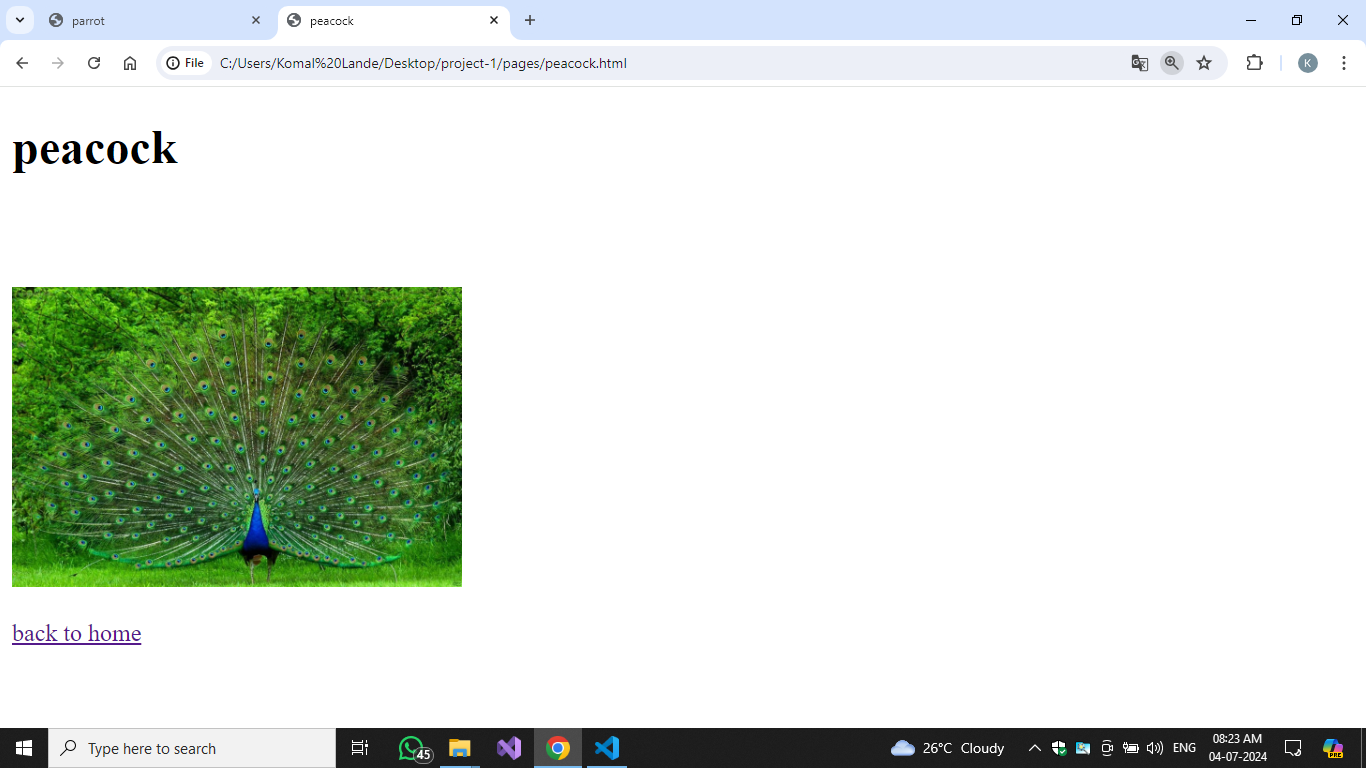 parrot
peacock
File
C:/Users/Komal%20Lande/Desktop/project-1/pages/peacock.html
K
peacock
back to home
Type here to search
45
26°C Cloudy
ENG
08:23 AM
04-07-2024
PRE